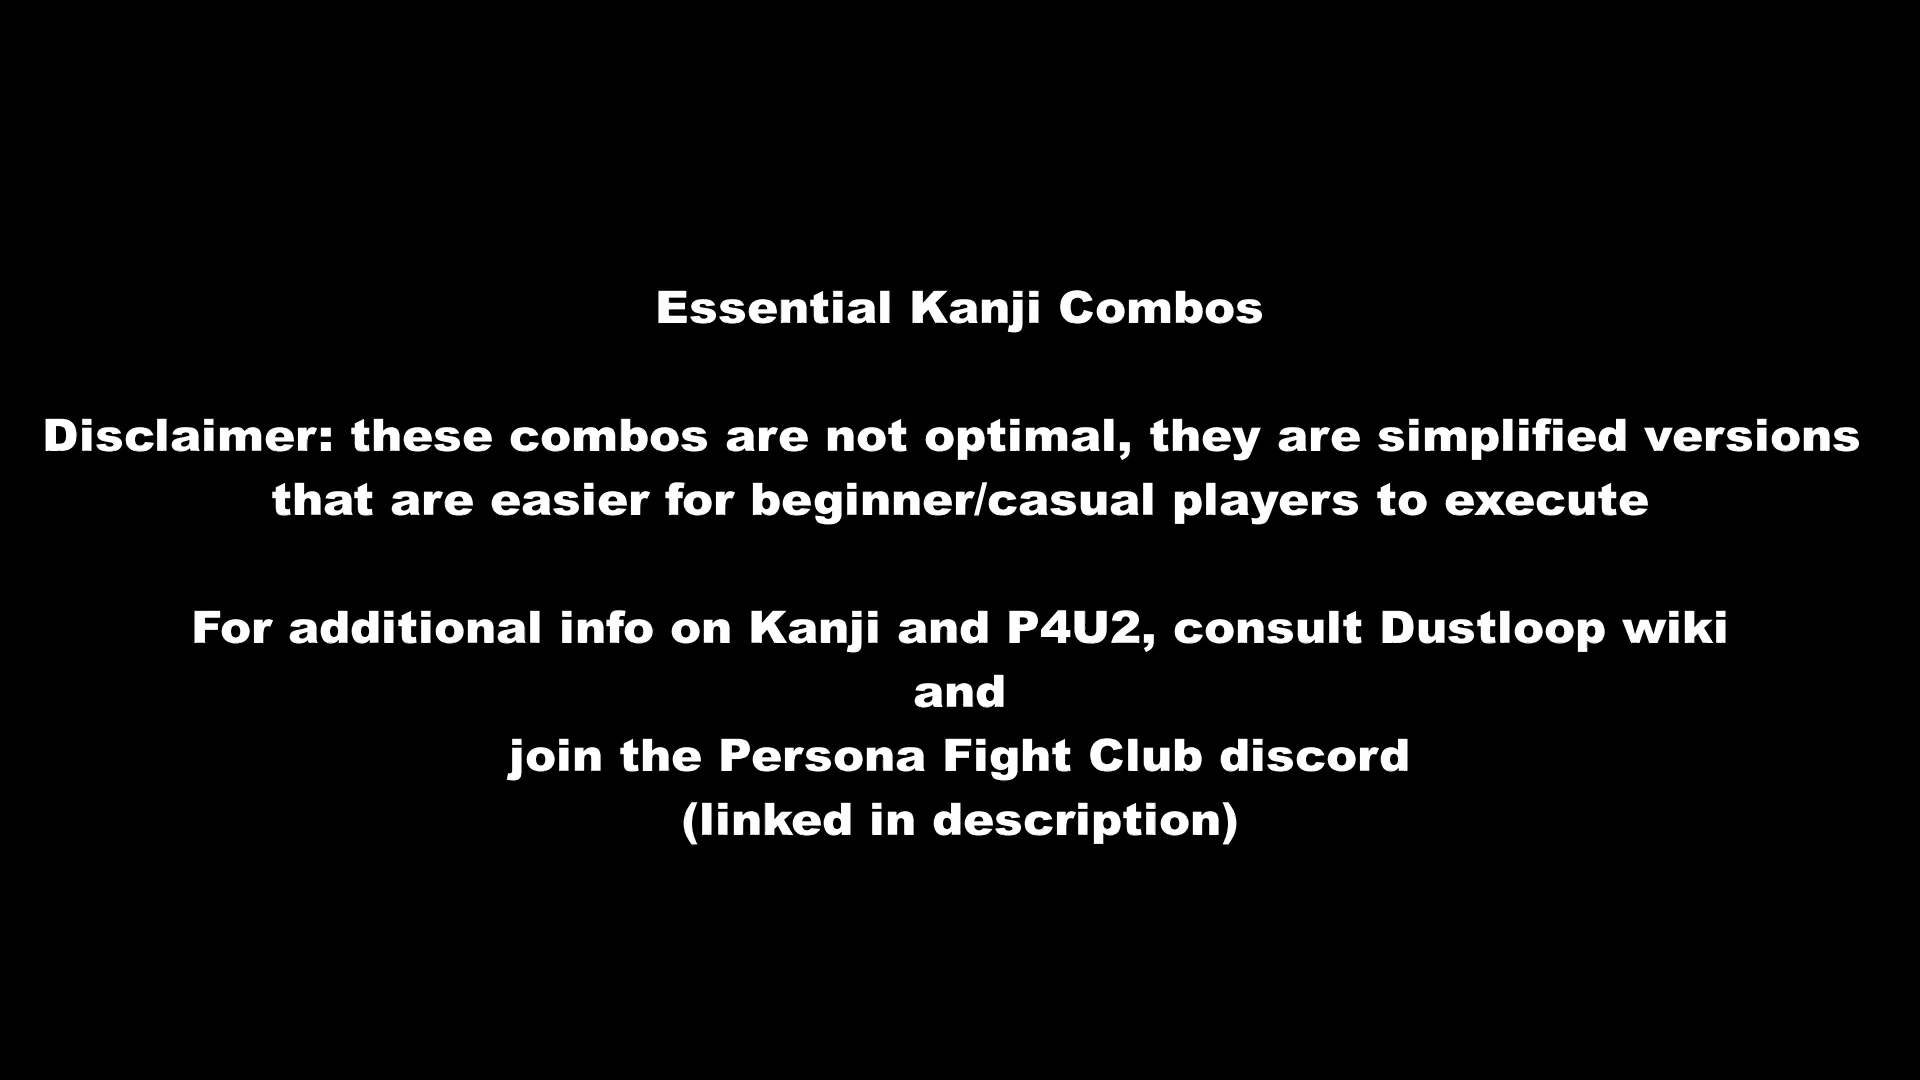 Essential Kanji Combos
Disclaimer: these combos are not optimal, they are simplified versions
that are easier for beginner/casual players to execute
For additional info on Kanji and P4U2, consult Dustloop wiki
and
join the Persona Fight Club discord
(linked in description)